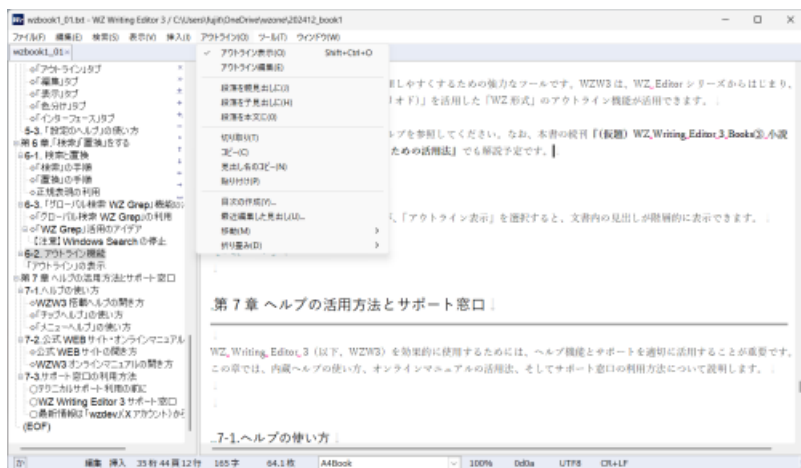 wzbook1_01.txt - WZ Writing Editor 3 / C:\Users\fujit\OneDrive\wzone\202412_book1
ファイル(F) 編集(E) 検索(S) 表示(V) 挿入(I) アウトライン(O) ツール(T) ウィンドウ(W)
wzbook1_01×
○「アウトライン」タブ
○「編集」タブ
○「表示」タブ
○「色分け」タブ
○「インターフェース」タブ
5-3.「設定のヘルプ」の使い方
第 6 章 「検索」「置換」をする
6-1. 検索と置換
○「検索」の手順
○「置換」の手順
○正規表現の利用
6-3.「グローバル検索 WZ Grep」機能の
○「グローバル検索 WZ Grep」の利用
○「WZ Grep」活用のアイデア
【注意】Windows Search の停止
6-2. アウトライン機能
「アウトライン」の表示
第 7 章 ヘルプの活用方法とサポート窓口
7-1.ヘルプの使い方
○WZW3 搭載ヘルプの開き方
○「チップヘルプ」の使い方
○「メニューヘルプ」の使い方
7-2.公式 WEB サイト・オンラインマニュアル
○公式 WEB サイトの開き方
○WZW3 オンラインマニュアルの開き方
7-3.サポート窓口の利用方法
○テクニカルサポート利用の前に
○WZ Writing Editor 3 サポート窓口
○最新情報は「wzdev」(X アカウント)から
(EOF)
✓ アウトライン表示(O) Shift+Ctrl+O
アウトライン編集(E)
段落を親見出しに(J)
段落を子見出しに(H)
段落を本文に(0)
切り取り(T)
コピー(C)
見出し名のコピー(N)
貼り付け(P)
目次の作成(Y)...
最近編集した見出し(U)...
移動(M) >
折り畳み(D) >
しやすくするための強力なツールです。WZW3 は、WZ_Editor シリーズからはじまり、
リオド)」を活用した「WZ 形式」のアウトライン機能が活用できます。
ルプを参照してください。なお、本書の続刊『(仮題) WZ_Writing_Editor_3_Books② 小説
ための活用法』でも解説予定です。
、「アウトライン表示」を選択すると、文書内の見出しが階層的に表示できます。
.第 7 章 ヘルプの活用方法とサポート窓口
WZ_Writing_Editor_3（以下、WZW3）を効果的に使用するためには、ヘルプ機能とサポートを適切に活用することが重要です。
この章では、内蔵ヘルプの使い方、オンラインマニュアルの活用法、そしてサポート窓口の利用方法について説明します。
..7-1.ヘルプの使い方
か 編集 挿入 35行44頁12行 165字 64.1枚 A4Book 100% 0d0a UTF8 CR+LF